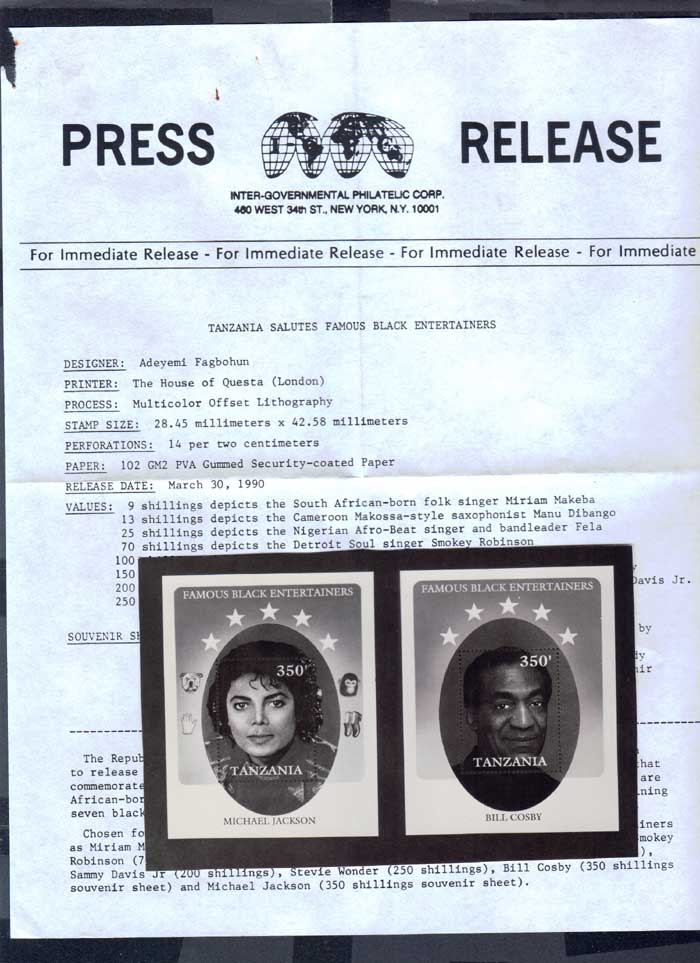 PRESS RELEASE
I G C
INTER-GOVERNMENTAL PHILATELIC CORP.
460 WEST 34th ST., NEW YORK, N.Y. 10001
For Immediate Release - For Immediate Release - For Immediate Release - For Immediate
TANZANIA SALUTES FAMOUS BLACK ENTERTAINERS
DESIGNER: Adeyemi Fagbohun
PRINTER: The House of Questa (London)
PROCESS: Multicolor Offset Lithography
STAMP SIZE: 28.45 millimeters x 42.58 millimeters
PERFORATIONS: 14 per two centimeters
PAPER: 102 GM2 PVA Gummed Security-coated Paper
RELEASE DATE: March 30, 1990
VALUES: 9 shillings depicts the South African-born folk singer Miriam Makeba
13 shillings depicts the Cameroon Makossa-style saxophonist Manu Dibango
25 shillings depicts the Nigerian Afro-Beat singer and bandleader Fela
70 shillings depicts the Detroit Soul singer Smokey Robinson
100
150 Davis Jr.
200
250
SOUVENIR SH by
FAMOUS BLACK ENTERTAINERS
350'
TANZANIA
MICHAEL JACKSON
FAMOUS BLACK ENTERTAINERS
350'
TANZANIA
BILL COSBY
The Repub
to release that
commemorate are
African-bor ning
seven black
Chosen fo iners
as Miriam M mokey
Robinson (7 ),
Sammy Davis Jr (200 shillings), Stevie Wonder (250 shillings), Bill Cosby (350 shillings
souvenir sheet) and Michael Jackson (350 shillings souvenir sheet).